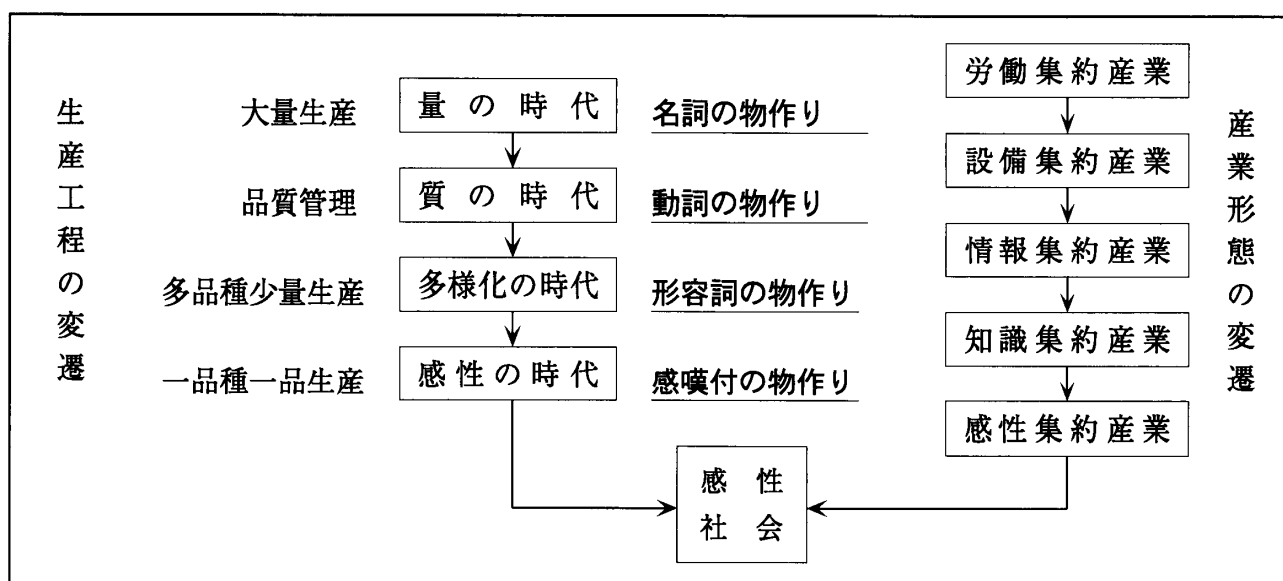 生産工程の変遷
大量生産 量の時代 名詞の物作り
品質管理 質の時代 動詞の物作り
多品種少量生産 多様化の時代 形容詞の物作り
一品種一品生産 感性の時代 感嘆付の物作り
労働集約産業
設備集約産業
情報集約産業
知識集約産業
感性集約産業
産業形態の変遷
感性
社会